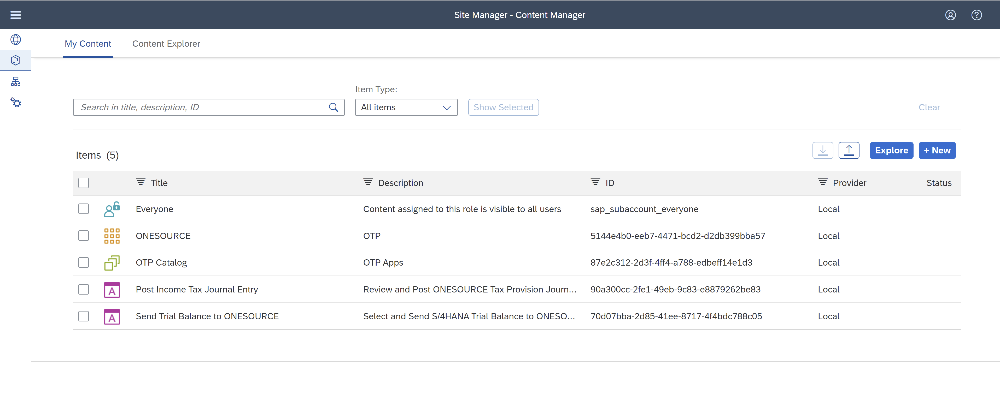 Site Manager - Content Manager
My Content Content Explorer
Item Type:
Search in title, description, ID All items Show Selected Clear
Items (5) Explore + New
Title Description ID Provider Status
Everyone Content assigned to this role is visible to all users sap_subaccount_everyone Local
ONESOURCE OTP 5144e4b0-eeb7-4471-bcd2-d2db399bba57 Local
OTP Catalog OTP Apps 87e2c312-2d3f-4ff4-a788-edbeff14e1d3 Local
Post Income Tax Journal Entry Review and Post ONESOURCE Tax Provision Journ... 90a300cc-2fe1-49eb-9c83-e8879262be83 Local
Send Trial Balance to ONESOURCE Select and Send S/4HANA Trial Balance to ONESO... 70d07bba-2d85-41ee-8717-4f4bdc788c05 Local